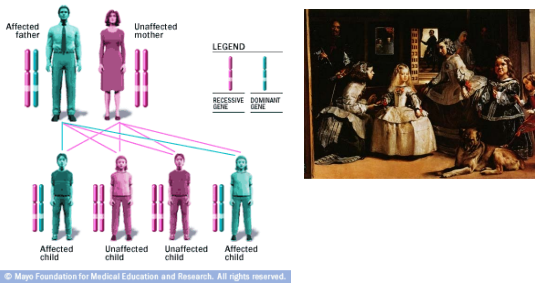 Affected
father
Unaffected
mother
LEGEND
RECESSIVE
GENE
DOMINANT
GENE
Affected
child
Unaffected
child
Unaffected
child
Affected
child
© Mayo Foundation for Medical Education and Research. All rights reserved.